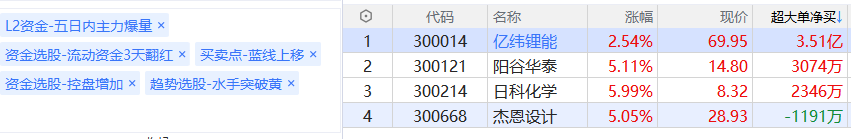 L2资金-五日内主力爆量 ×
资金选股-流动资金3天翻红 × 买卖点-蓝线上移 ×
资金选股-控盘增加 × 趋势选股-水手突破黄 ×
代码 名称 涨幅 现价 超大单净买↓
1 300014 亿纬锂能 2.54% 69.95 3.51亿
2 300121 阳谷华泰 5.11% 14.80 3074万
3 300214 日科化学 5.99% 8.32 2346万
4 300668 杰恩设计 5.05% 28.93 -1191万